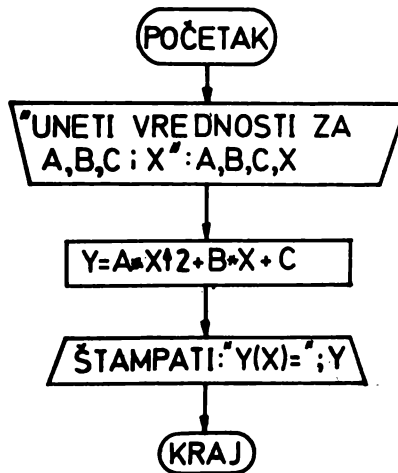 POČETAK
"UNETI VREDNOSTI ZA
A,B,C i X":A,B,C,X
Y=A*X↑2+B*X+C
ŠTAMPATI:"Y(X)=";Y
KRAJ